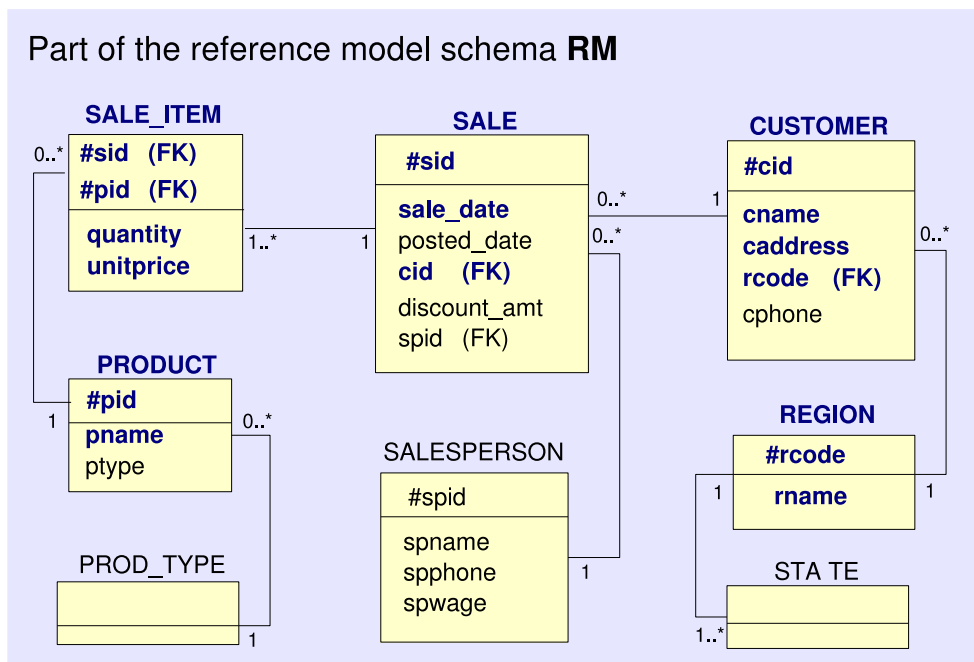 Part of the reference model schema RM
SALE_ITEM
#sid (FK)
#pid (FK)
quantity
unitprice
0..*
1..*
SALE
#sid
sale_date
posted_date
cid (FK)
discount_amt
spid (FK)
1
0..*
0..*
CUSTOMER
#cid
cname
caddress
rcode (FK)
cphone
1
0..*
PRODUCT
#pid
pname
ptype
1
0..*
SALESPERSON
#spid
spname
spphone
spwage
1
REGION
#rcode
rname
1
1
PROD_TYPE
1
STA TE
1..*